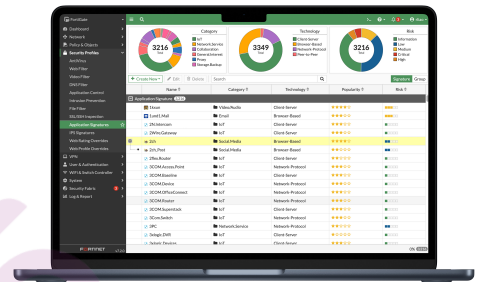 FortiGate
Dashboard
Network
Policy & Objects
Security Profiles
AntiVirus
Web Filter
Video Filter
DNS Filter
Application Control
Intrusion Prevention
File Filter
SSL/SSH Inspection
Application Signatures
IPS Signatures
Web Rating Overrides
Web Profile Overrides
VPN
User & Authentication
WiFi & Switch Controller
System
Security Fabric
Log & Report
FORTINET
Category
3216
Total
IoT
Network.Service
Collaboration
General.Interest
Proxy
Storage.Backup
Technology
3349
Total
Client-Server
Browser-Based
Network-Protocol
Peer-to-Peer
Risk
3216
Total
Information
Low
Medium
Critical
High
+ Create New
Edit
Delete
Search
Signature
Group
Name
Category
Technology
Popularity
Risk
Application Signature
Video/Audio
Client-Server
1und1.Mail
Email
Browser-Based
2N.Intercom
IoT
Client-Server
2Wire.Gateway
IoT
Client-Server
2ch
Social.Media
Browser-Based
2ch_Post
Social.Media
Browser-Based
IoT
Client-Server
3COM.Access.Point
IoT
Client-Server
3COM.Baseline
IoT
Client-Server
3COM.Device
IoT
Network-Protocol
3COM.OfficeConnect
IoT
Network-Protocol
3COM.Router
IoT
Network-Protocol
3COM.Superstack
IoT
Client-Server
3Com.Switch
IoT
Network-Protocol
3PC
Network.Service
Network-Protocol
3xlogic.DVR
IoT
Client-Server
IoT
Client-Server
0%